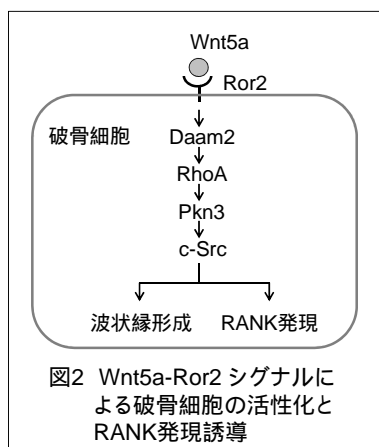 Wnt5a
Ror2
破骨細胞 Daam2
RhoA
Pkn3
c-Src
波状縁形成 RANK発現
図2 Wnt5a-Ror2 シグナルに
よる破骨細胞の活性化と
RANK発現誘導